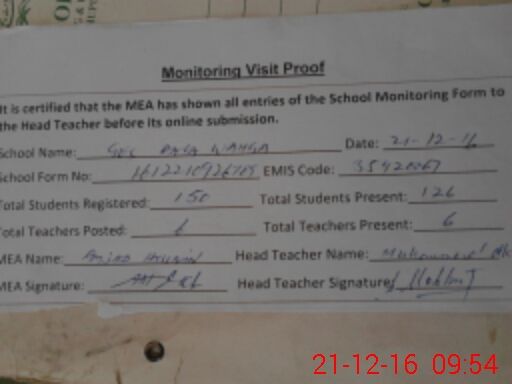 Monitoring Visit Proof
It is certified that the MEA has shown all entries of the School Monitoring Form to
the Head Teacher before its online submission.
School Name: Date: 21-12-16
School Form No: EMIS Code: 35420067
Total Students Registered: 150 Total Students Present: 126
Total Teachers Posted: 6 Total Teachers Present: 6
MEA Name: Head Teacher Name: Muhammad
MEA Signature: Head Teacher Signature
21-12-16 09:54